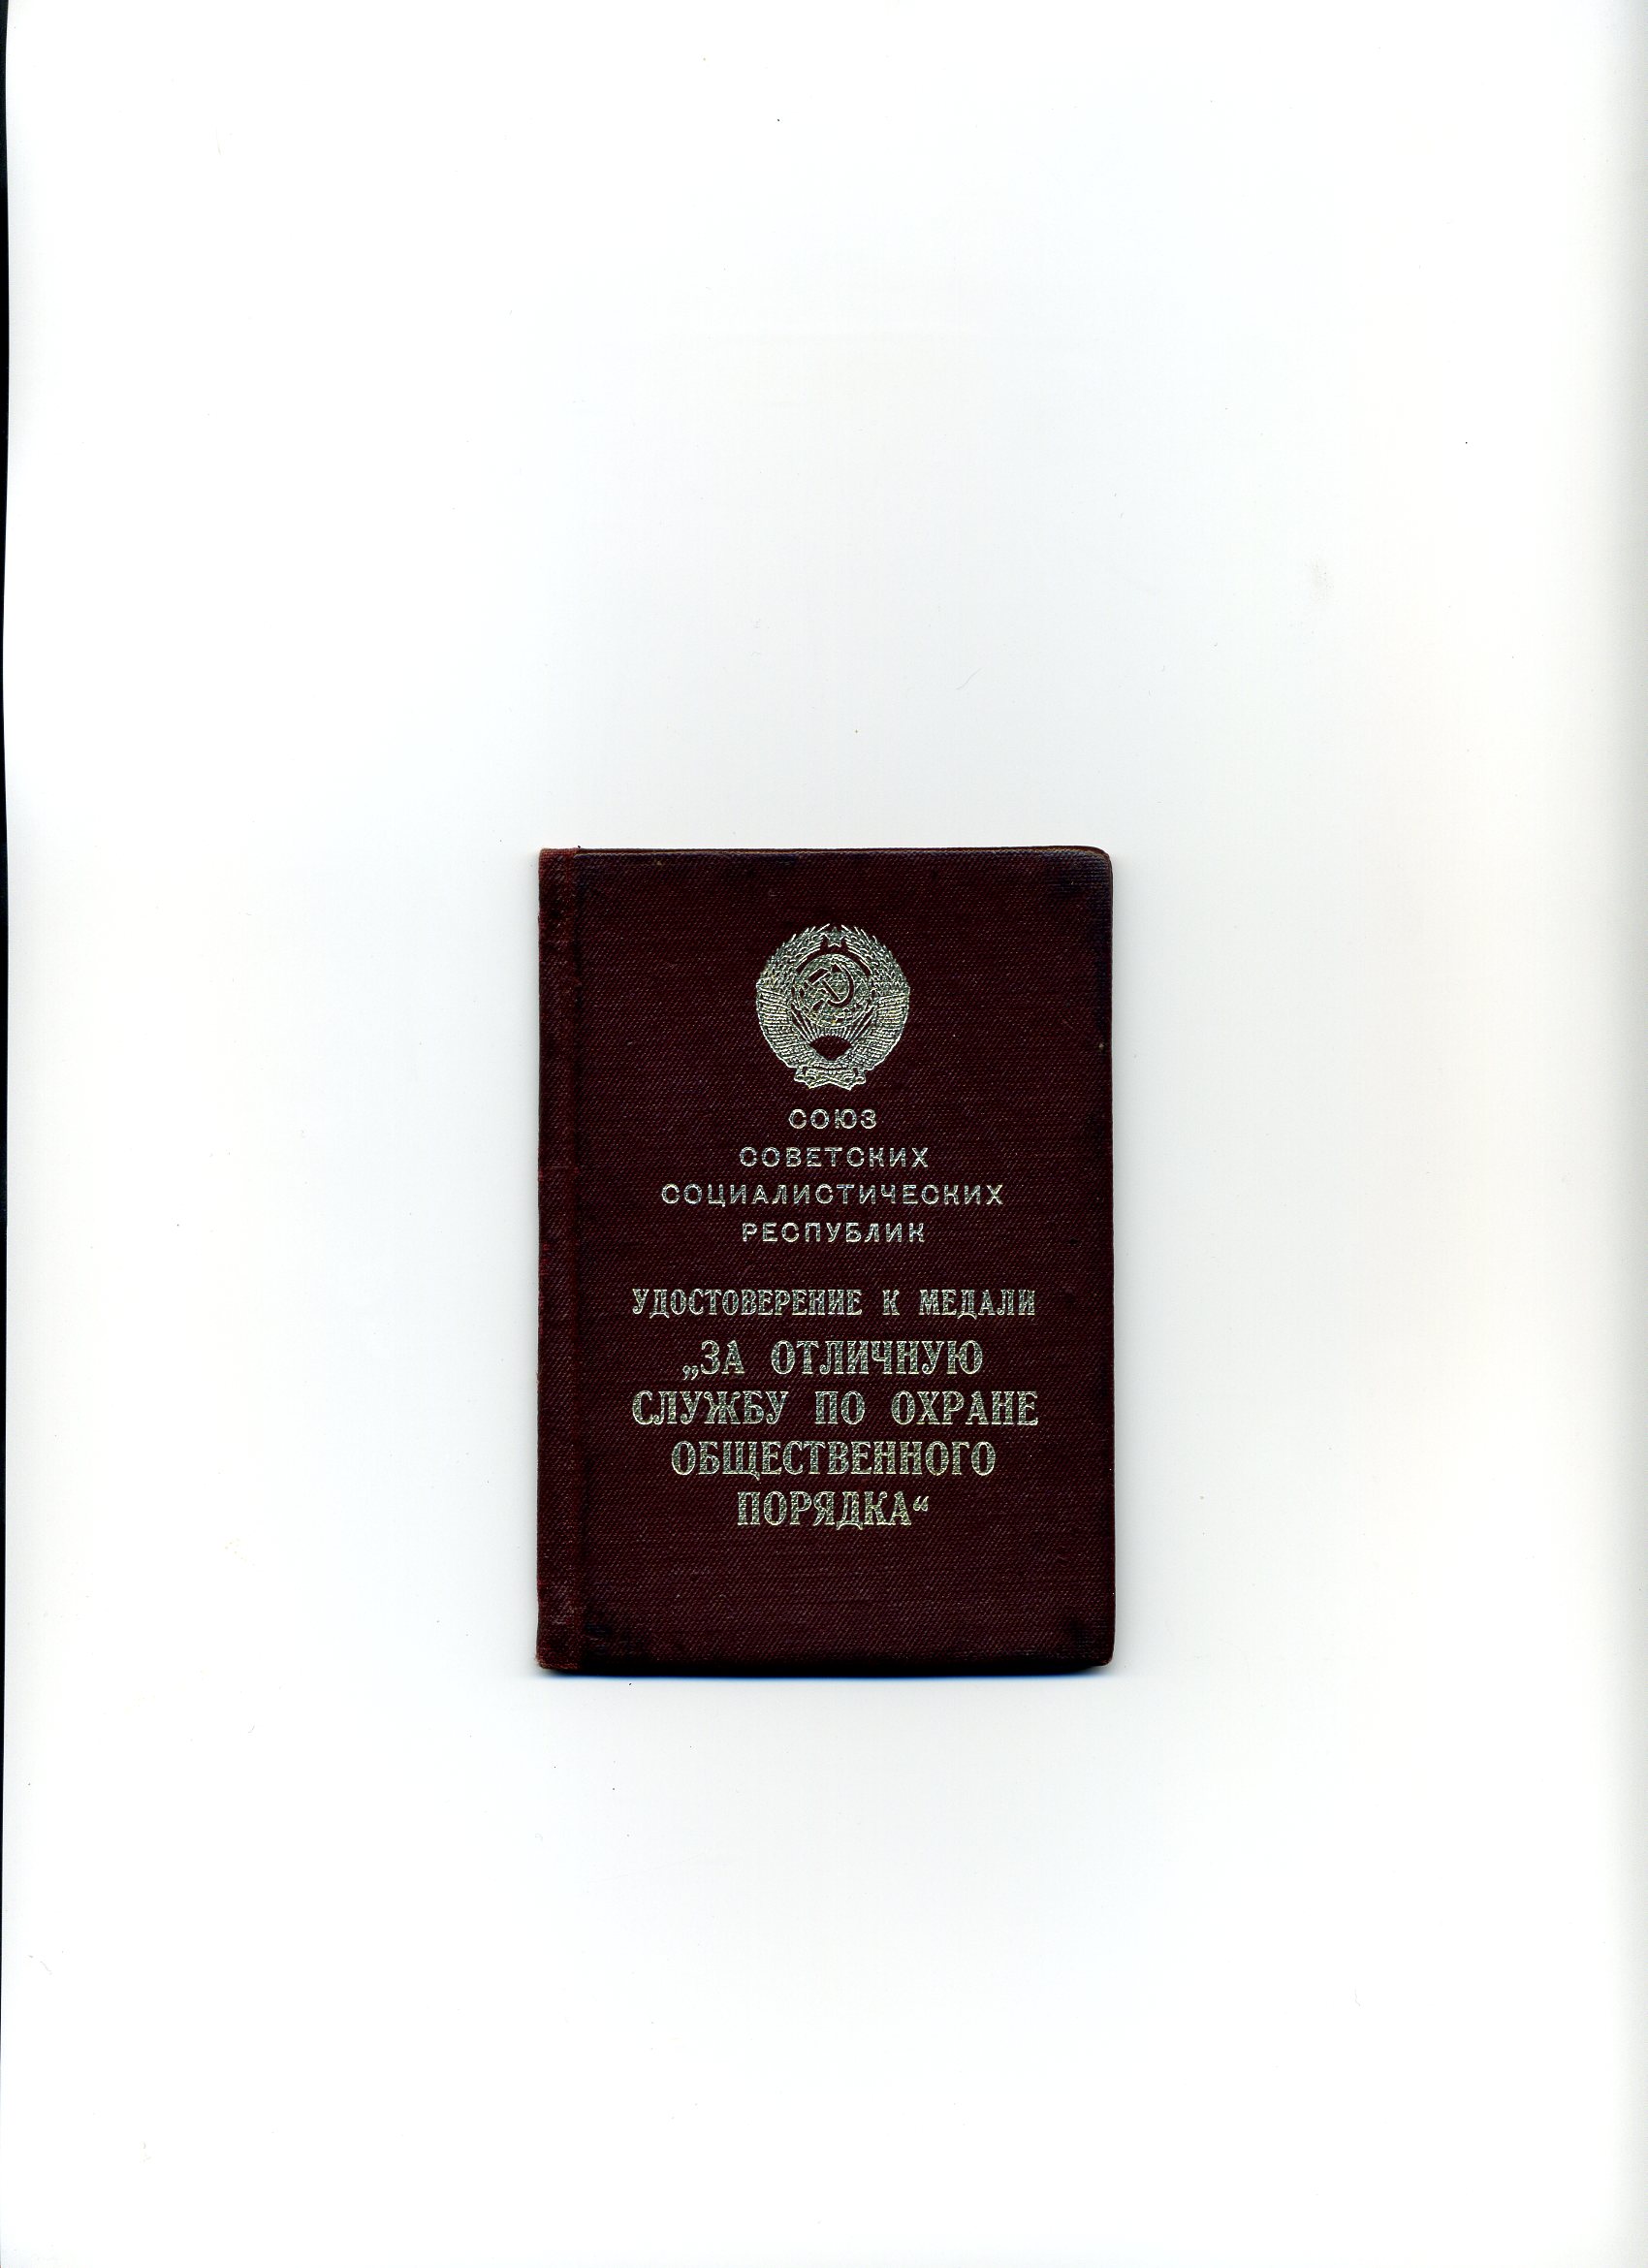 СОЮЗ
СОВЕТСКИХ
СОЦИАЛИСТИЧЕСКИХ
РЕСПУБЛИК
УДОСТОВЕРЕНИЕ К МЕДАЛИ
„ЗА ОТЛИЧНУЮ
СЛУЖБУ ПО ОХРАНЕ
ОБЩЕСТВЕННОГО
ПОРЯДКА“